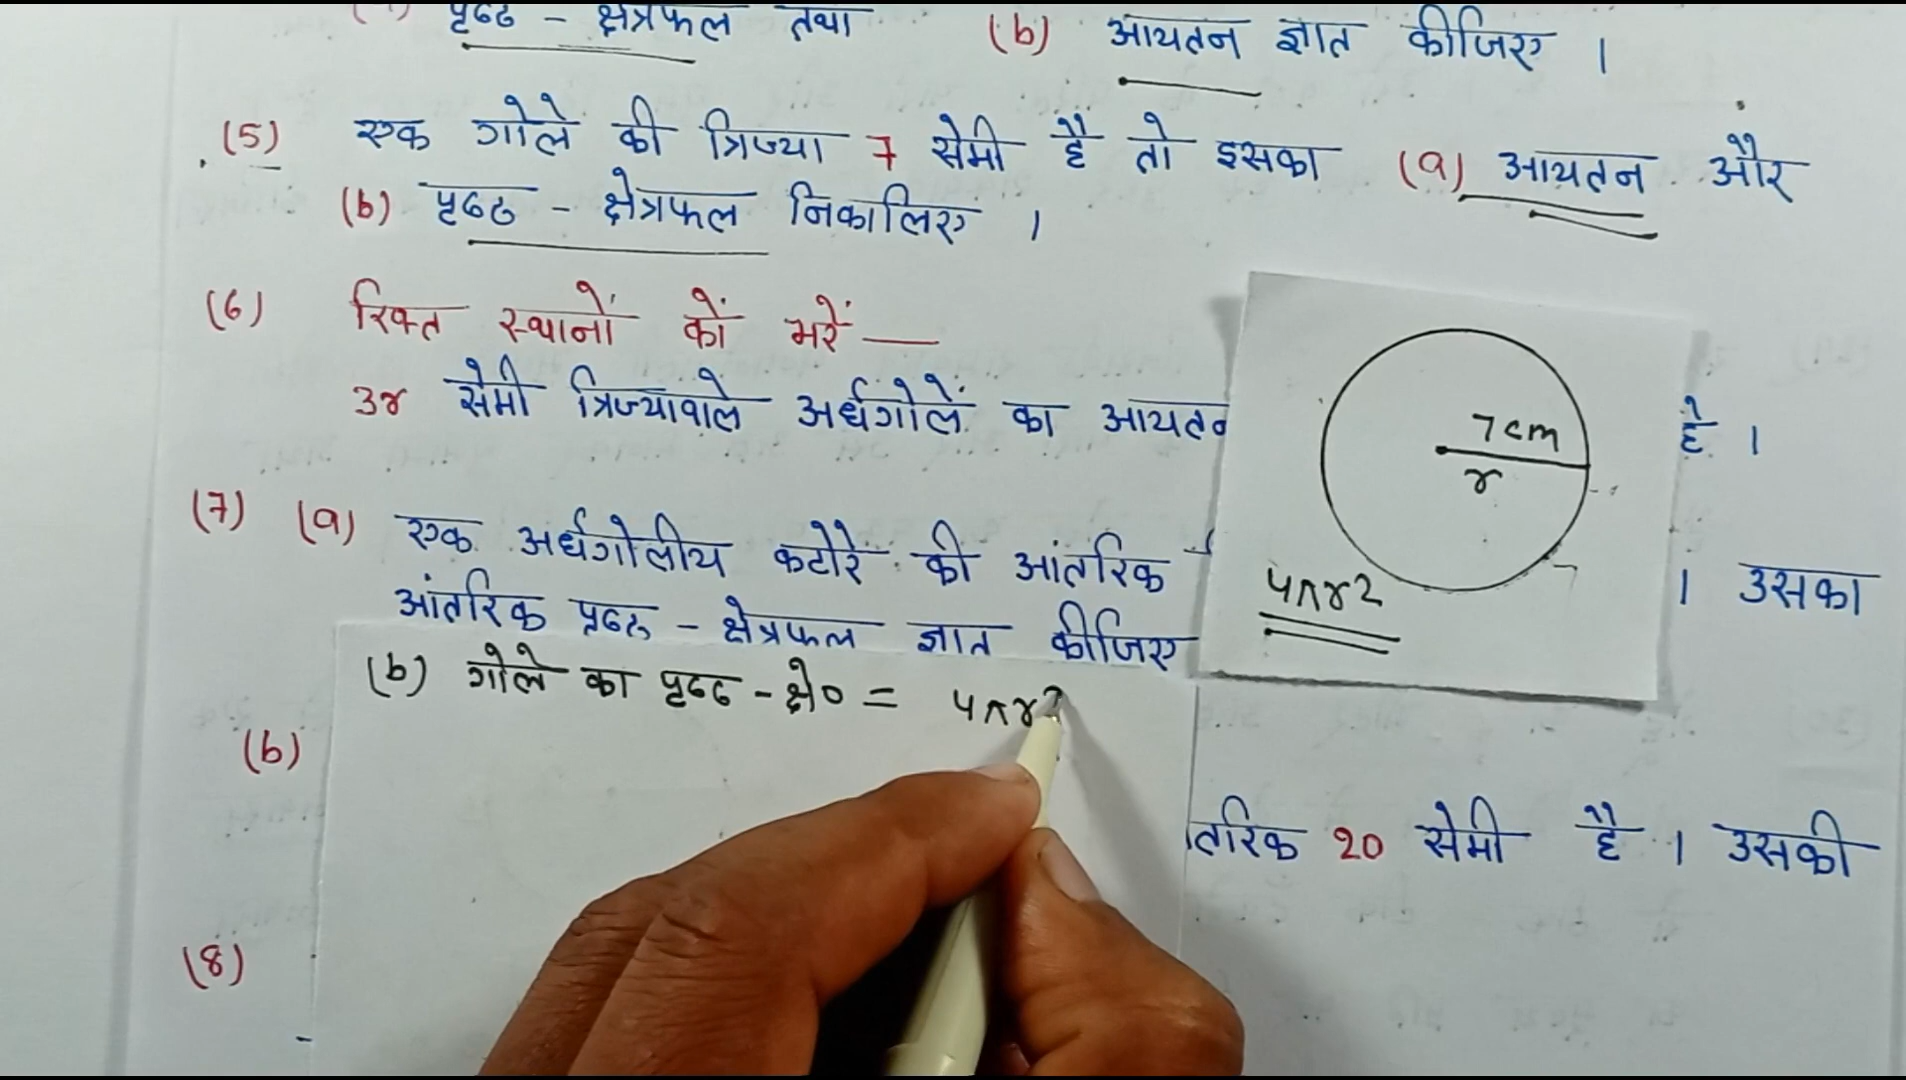 पृष्ठ - क्षेत्रफल तथा (b) आयतन ज्ञात कीजिए ।
(5) एक गोले की त्रिज्या 7 सेमी है तो इसका (a) आयतन और
(b) पृष्ठ - क्षेत्रफल निकालिए ।
(6) रिक्त स्थानों को भरें —
3r सेमी त्रिज्यावाले अर्धगोले का आयतन है ।
7cm
r
4πr2
(7) (a) एक अर्धगोलीय कटोरे की आंतरिक । उसका
आंतरिक पृष्ठ - क्षेत्रफल ज्ञात कीजिए
(b) गोले का पृष्ठ - क्षे० = 4πr2
(b)
तरिक 20 सेमी है । उसकी
(8)